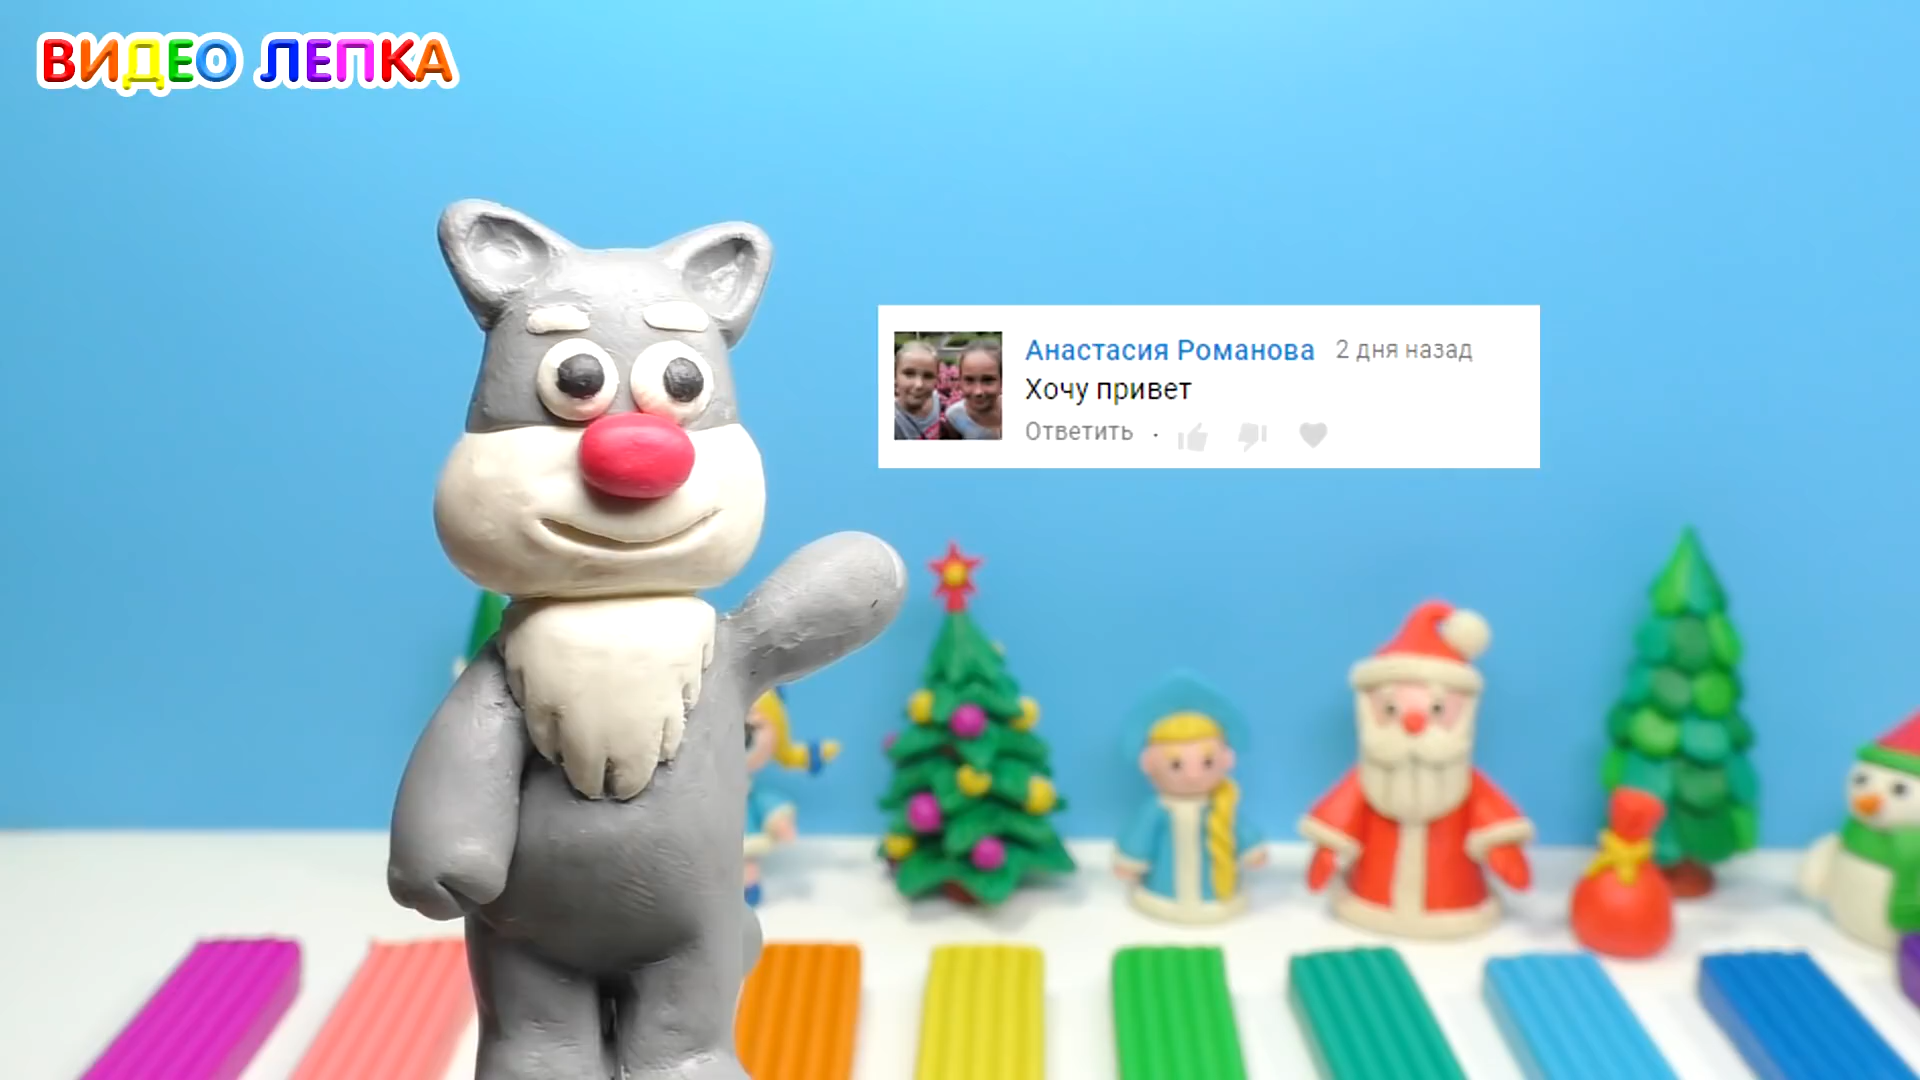 ВИДЕО ЛЕПКА
Анастасия Романова 2 дня назад
Хочу привет
Ответить ·